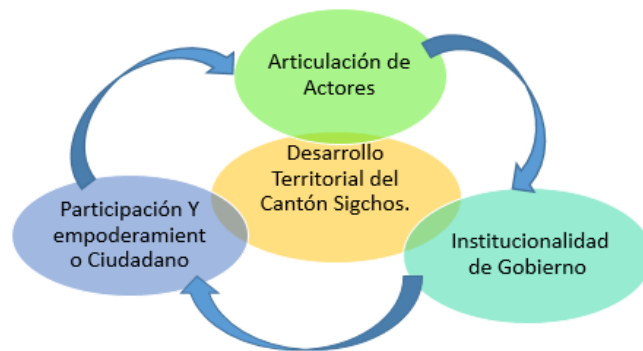 Articulación de
Actores
Desarrollo
Territorial del
Cantón Sigchos.
Participación Y
empoderamient
o Ciudadano
Institucionalidad
de Gobierno